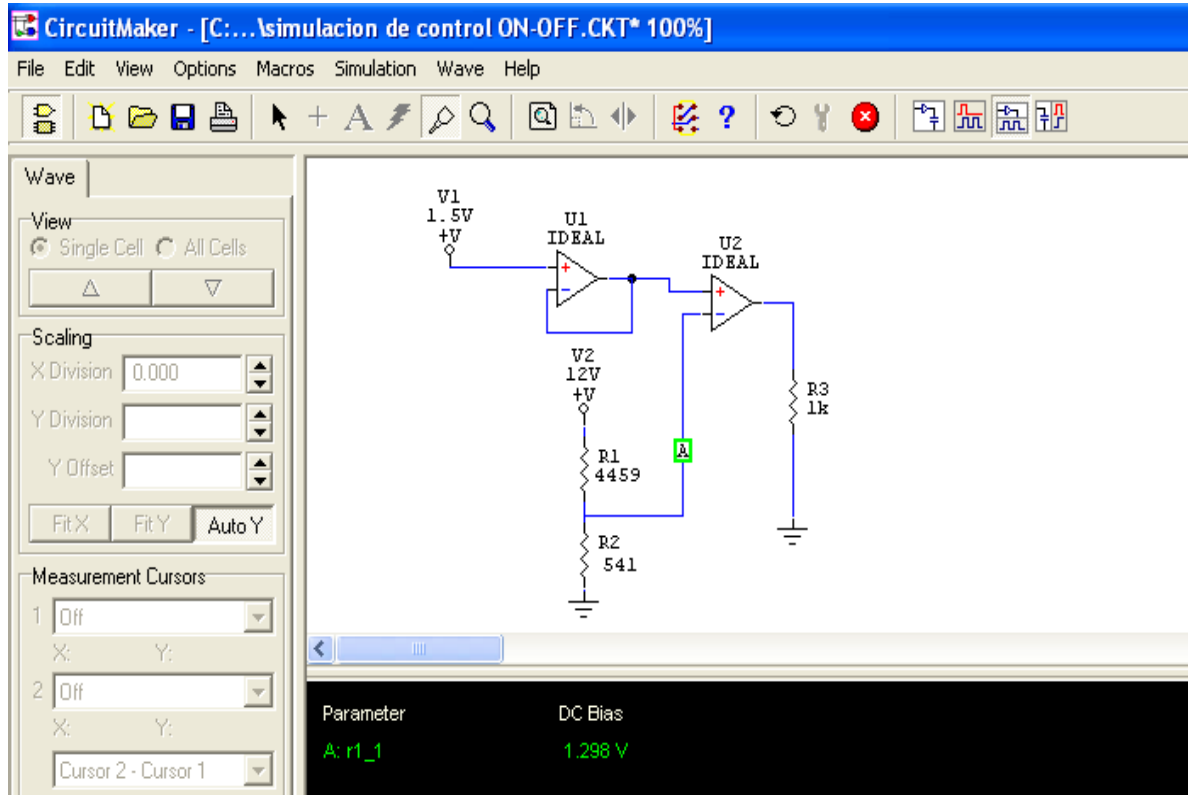 CircuitMaker - [C:...\simulacion de control ON-OFF.CKT* 100%]
File Edit View Options Macros Simulation Wave Help
Wave
View
Single Cell All Cells
Scaling
X Division 0.000
Y Division
Y Offset
Fit X Fit Y Auto Y
Measurement Cursors
1 Off
X: Y:
2 Off
X: Y:
Cursor 2 - Cursor 1
V1
1.5V
+V
U1
IDEAL
U2
IDEAL
V2
12V
+V
R1
4459
A
R2
541
R3
1k
Parameter DC Bias
A: r1_1 1.298 V